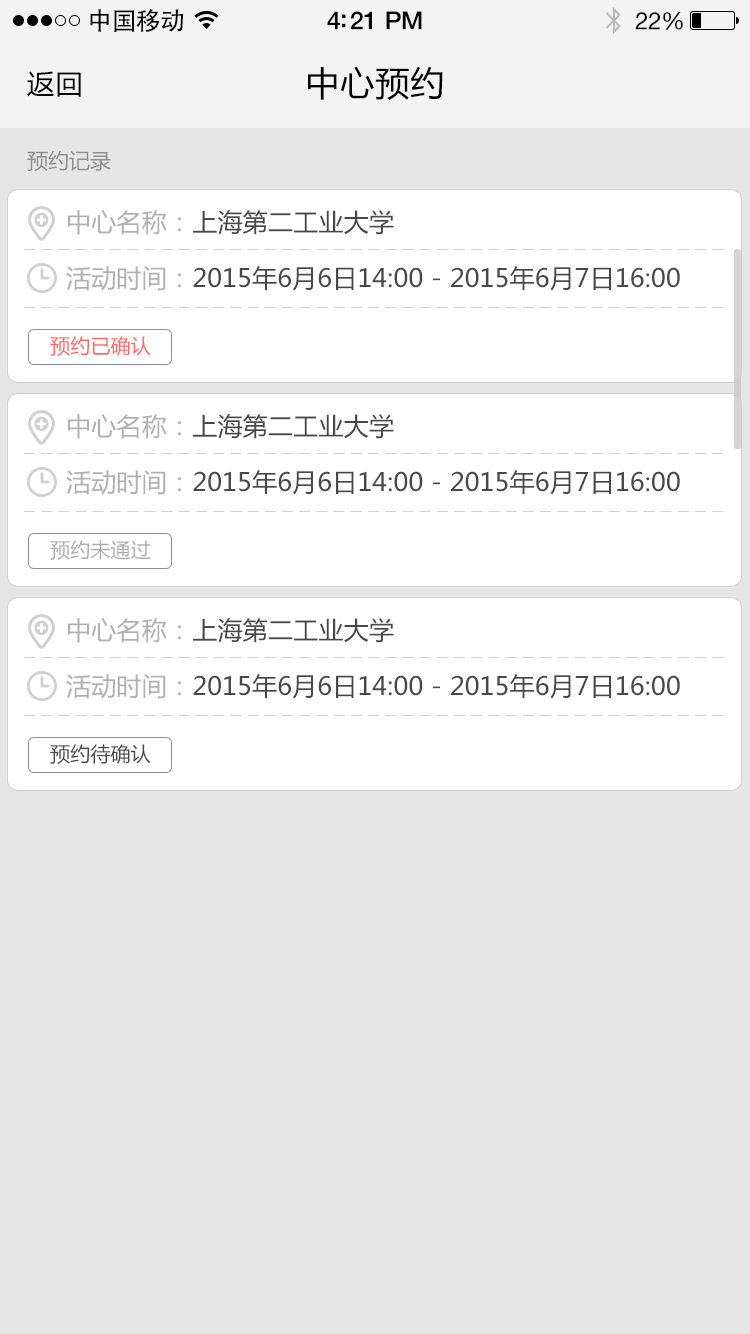 中国移动 4:21 PM 22%
返回 中心预约
预约记录
中心名称：上海第二工业大学
活动时间：2015年6月6日14:00 - 2015年6月7日16:00
预约已确认
中心名称：上海第二工业大学
活动时间：2015年6月6日14:00 - 2015年6月7日16:00
预约未通过
中心名称：上海第二工业大学
活动时间：2015年6月6日14:00 - 2015年6月7日16:00
预约待确认